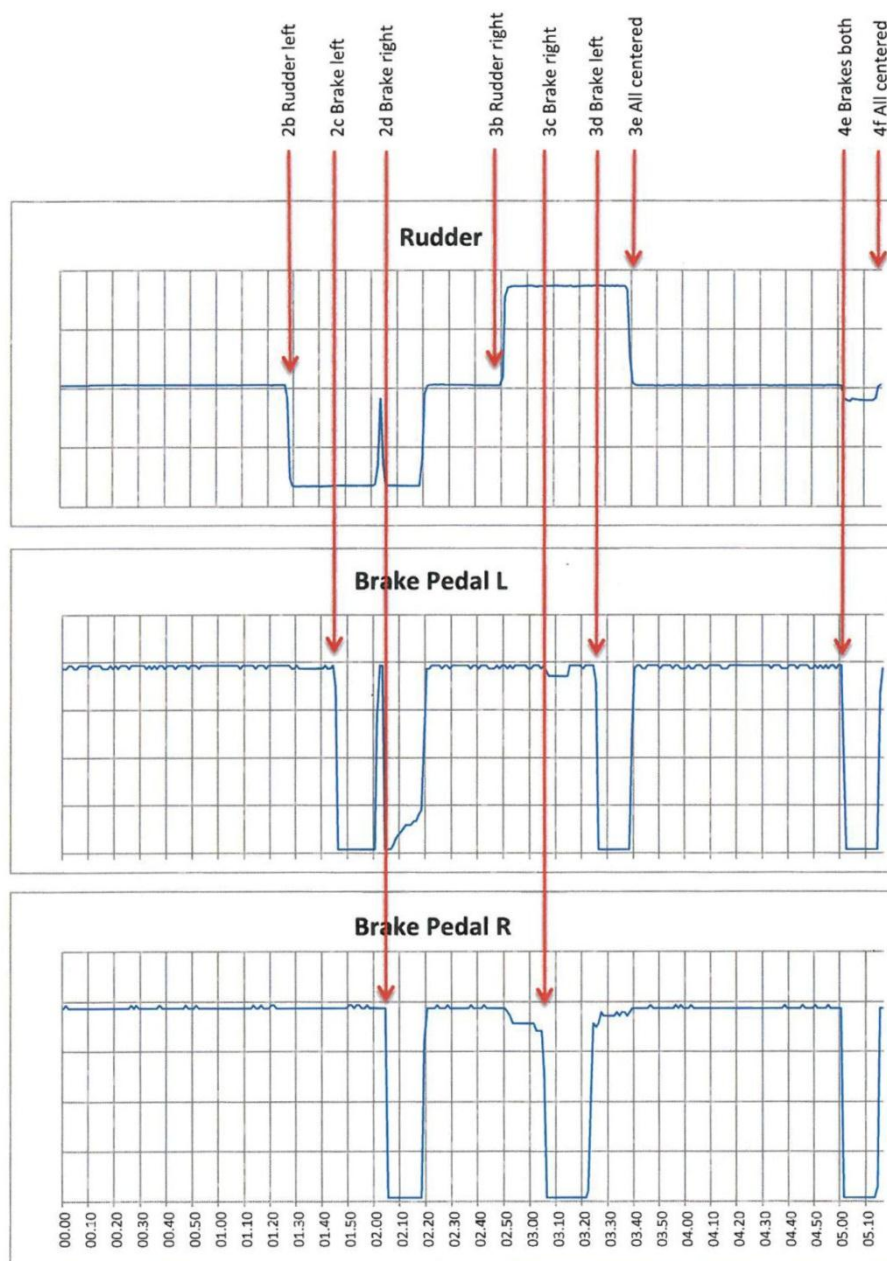 2b Rudder left
2c Brake left
2d Brake right
3b Rudder right
3c Brake right
3d Brake left
3e All centered
4e Brakes both
4f All centered
Rudder
Brake Pedal L
Brake Pedal R
00.00
00.10
00.20
00.30
00.40
00.50
01.00
01.10
01.20
01.30
01.40
01.50
02.00
02.10
02.20
02.30
02.40
02.50
03.00
03.10
03.20
03.30
03.40
03.50
04.00
04.10
04.20
04.30
04.40
04.50
05.00
05.10